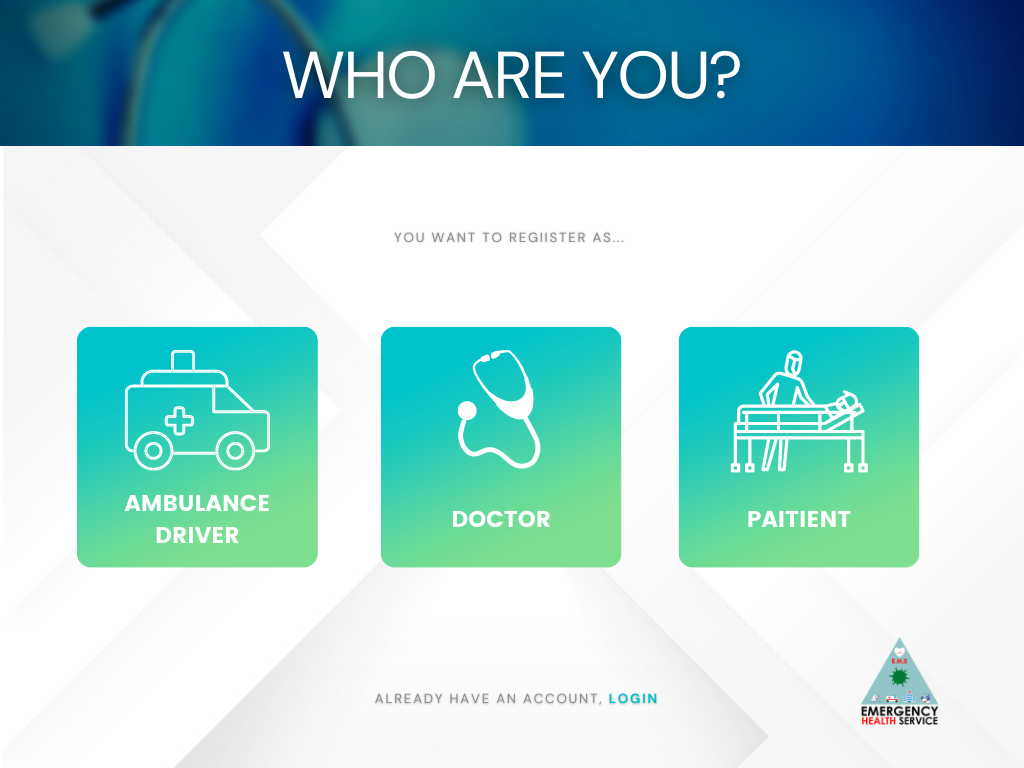 WHO ARE YOU?
YOU WANT TO REGIISTER AS...
AMBULANCE
DRIVER
DOCTOR
PAITIENT
ALREADY HAVE AN ACCOUNT, LOGIN
E.H.S
EMERGENCY
HEALTH SERVICE